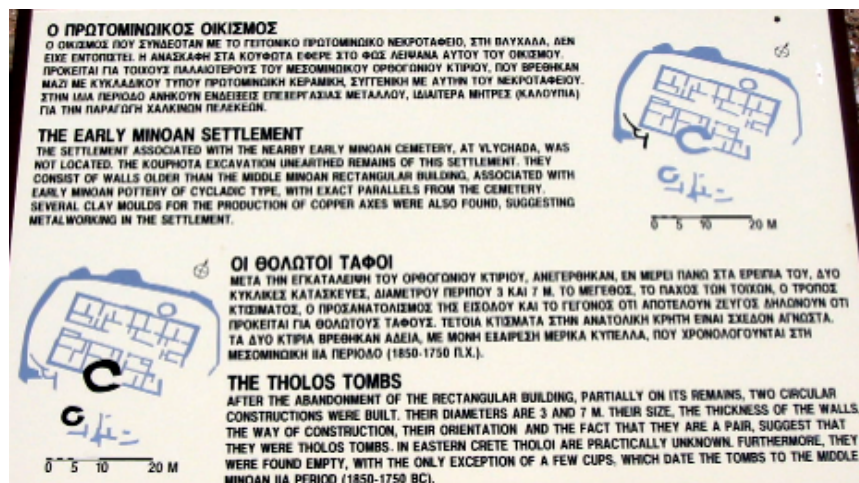 Ο ΠΡΩΤΟΜΙΝΩΙΚΟΣ ΟΙΚΙΣΜΟΣ
Ο ΟΙΚΙΣΜΟΣ ΠΟΥ ΣΥΝΔΕΟΤΑΝ ΜΕ ΤΟ ΓΕΙΤΟΝΙΚΟ ΠΡΩΤΟΜΙΝΩΙΚΟ ΝΕΚΡΟΤΑΦΕΙΟ, ΣΤΗ ΒΛΥΧΑΔΑ, ΔΕΝ
ΕΙΧΕ ΕΝΤΟΠΙΣΤΕΙ. Η ΑΝΑΣΚΑΦΗ ΣΤΑ ΚΟΥΦΩΤΑ ΕΦΕΡΕ ΣΤΟ ΦΩΣ ΛΕΙΨΑΝΑ ΑΥΤΟΥ ΤΟΥ ΟΙΚΙΣΜΟΥ.
ΠΡΟΚΕΙΤΑΙ ΓΙΑ ΤΟΙΧΟΥΣ ΠΑΛΑΙΟΤΕΡΟΥΣ ΤΟΥ ΜΕΣΟΜΙΝΩΙΚΟΥ ΟΡΘΟΓΩΝΙΟΥ ΚΤΙΡΙΟΥ, ΠΟΥ ΒΡΕΘΗΚΑΝ
ΜΑΖΙ ΜΕ ΚΥΚΛΑΔΙΚΟΥ ΤΥΠΟΥ ΠΡΩΤΟΜΙΝΩΙΚΗ ΚΕΡΑΜΙΚΗ, ΣΥΓΓΕΝΙΚΗ ΜΕ ΑΥΤΗΝ ΤΟΥ ΝΕΚΡΟΤΑΦΕΙΟΥ.
ΣΤΗΝ ΙΔΙΑ ΠΕΡΙΟΔΟ ΑΝΗΚΟΥΝ ΕΝΔΕΙΞΕΙΣ ΕΠΕΞΕΡΓΑΣΙΑΣ ΜΕΤΑΛΛΟΥ, ΙΔΙΑΙΤΕΡΑ ΜΗΤΡΕΣ (ΚΑΛΟΥΠΙΑ)
ΓΙΑ ΤΗΝ ΠΑΡΑΓΩΓΗ ΧΑΛΚΙΝΩΝ ΠΕΛΕΚΕΩΝ.
THE EARLY MINOAN SETTLEMENT
THE SETTLEMENT ASSOCIATED WITH THE NEARBY EARLY MINOAN CEMETERY, AT VLYCHADA, WAS
NOT LOCATED. THE KOUPHOTA EXCAVATION UNEARTHED REMAINS OF THIS SETTLEMENT. THEY
CONSIST OF WALLS OLDER THAN THE MIDDLE MINOAN RECTANGULAR BUILDING, ASSOCIATED WITH
EARLY MINOAN POTTERY OF CYCLADIC TYPE, WITH EXACT PARALLELS FROM THE CEMETERY.
SEVERAL CLAY MOULDS FOR THE PRODUCTION OF COPPER AXES WERE ALSO FOUND, SUGGESTING
METALWORKING IN THE SETTLEMENT.
0 5 10 20 M
ΟΙ ΘΟΛΩΤΟΙ ΤΑΦΟΙ
ΜΕΤΑ ΤΗΝ ΕΓΚΑΤΑΛΕΙΨΗ ΤΟΥ ΟΡΘΟΓΩΝΙΟΥ ΚΤΙΡΙΟΥ, ΑΝΕΓΕΡΘΗΚΑΝ, ΕΝ ΜΕΡΕΙ ΠΑΝΩ ΣΤΑ ΕΡΕΙΠΙΑ ΤΟΥ, ΔΥΟ
ΚΥΚΛΙΚΕΣ ΚΑΤΑΣΚΕΥΕΣ, ΔΙΑΜΕΤΡΟΥ ΠΕΡΙΠΟΥ 3 ΚΑΙ 7 Μ. ΤΟ ΜΕΓΕΘΟΣ, ΤΟ ΠΑΧΟΣ ΤΩΝ ΤΟΙΧΩΝ, Ο ΤΡΟΠΟΣ
ΚΤΙΣΙΜΑΤΟΣ, Ο ΠΡΟΣΑΝΑΤΟΛΙΣΜΟΣ ΤΗΣ ΕΙΣΟΔΟΥ ΚΑΙ ΤΟ ΓΕΓΟΝΟΣ ΟΤΙ ΑΠΟΤΕΛΟΥΝ ΖΕΥΓΟΣ ΔΗΛΩΝΟΥΝ ΟΤΙ
ΠΡΟΚΕΙΤΑΙ ΓΙΑ ΘΟΛΩΤΟΥΣ ΤΑΦΟΥΣ. ΤΕΤΟΙΑ ΚΤΙΣΜΑΤΑ ΣΤΗΝ ΑΝΑΤΟΛΙΚΗ ΚΡΗΤΗ ΕΙΝΑΙ ΣΧΕΔΟΝ ΑΓΝΩΣΤΑ.
ΤΑ ΔΥΟ ΚΤΙΡΙΑ ΒΡΕΘΗΚΑΝ ΑΔΕΙΑ, ΜΕ ΜΟΝΗ ΕΞΑΙΡΕΣΗ ΜΕΡΙΚΑ ΚΥΠΕΛΛΑ, ΠΟΥ ΧΡΟΝΟΛΟΓΟΥΝΤΑΙ ΣΤΗ
ΜΕΣΟΜΙΝΩΙΚΗ ΙΙΑ ΠΕΡΙΟΔΟ (1850-1750 Π.Χ.).
THE THOLOS TOMBS
AFTER THE ABANDONMENT OF THE RECTANGULAR BUILDING, PARTIALLY ON ITS REMAINS, TWO CIRCULAR
CONSTRUCTIONS WERE BUILT. THEIR DIAMETERS ARE 3 AND 7 M. THEIR SIZE, THE THICKNESS OF THE WALLS
THE WAY OF CONSTRUCTION, THEIR ORIENTATION AND THE FACT THAT THEY ARE A PAIR, SUGGEST THAT
THEY WERE THOLOS TOMBS. IN EASTERN CRETE THOLOI ARE PRACTICALLY UNKNOWN. FURTHERMORE, THEY
WERE FOUND EMPTY, WITH THE ONLY EXCEPTION OF A FEW CUPS, WHICH DATE THE TOMBS TO THE MIDDLE
MINOAN IIA PERIOD (1850-1750 BC).
0 5 10 20 M